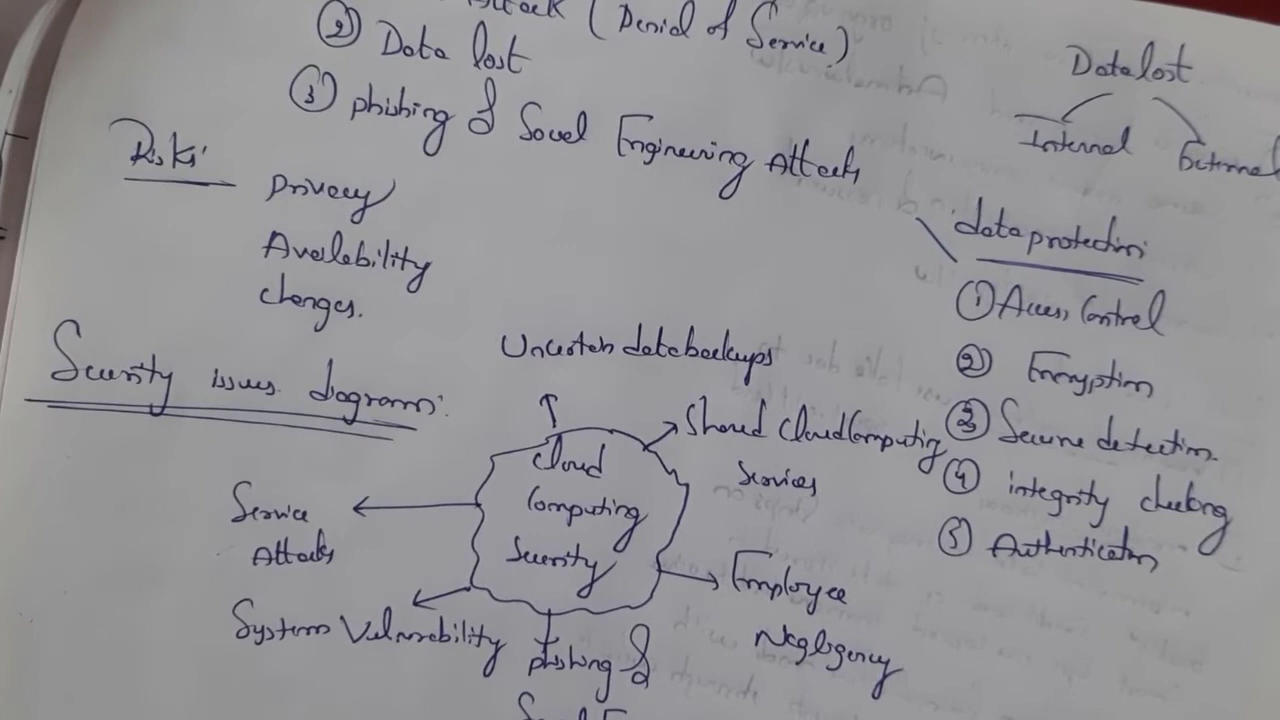 Attack (Denial of Service)
② Data lost
③ phishing & Social Engineering Attacks
Data lost
Internal External
Risks:
Privacy
Availability
changes.
data protection
① Access Control
② Encryption
③ Secure detection.
④ integrity checking
⑤ Authentication
Security issues diagram:
Uncertain data backups
Shared Cloud Computing
Services
Cloud
Computing
Security
Service
Attacks
Employee
Negligency
System Vulnerability
phishing &